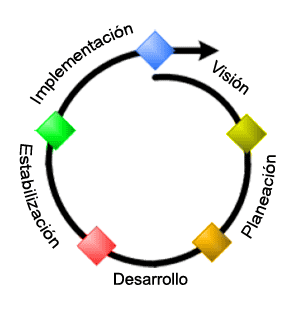 Visión
Planeación
Desarrollo
Estabilización
Implementación